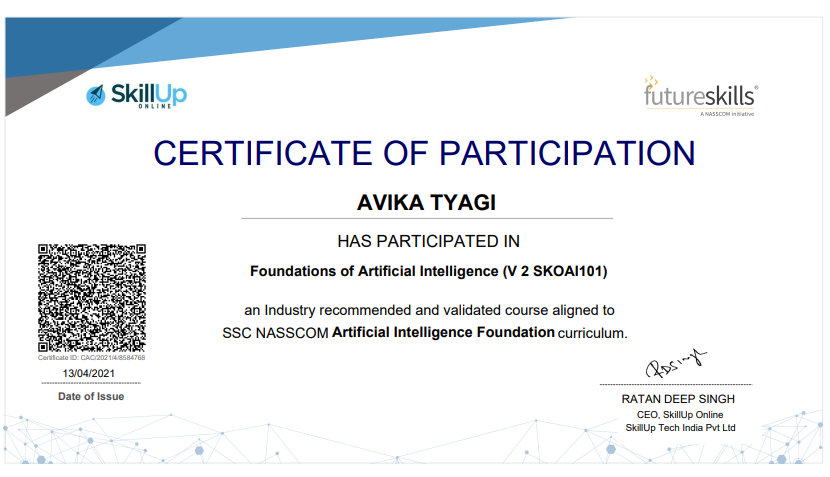 SkillUp
ONLINE
futureskills®
A NASSCOM initiative
CERTIFICATE OF PARTICIPATION
AVIKA TYAGI
HAS PARTICIPATED IN
Foundations of Artificial Intelligence (V 2 SKOAI101)
an Industry recommended and validated course aligned to
SSC NASSCOM Artificial Intelligence Foundation curriculum.
Certificate ID: CAC/2021/4/8584768
13/04/2021
Date of Issue
RDSingh
RATAN DEEP SINGH
CEO, SkillUp Online
SkillUp Tech India Pvt Ltd